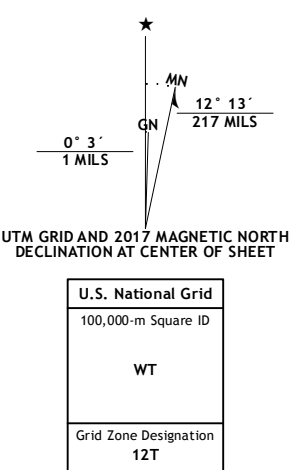 ★
MN
12° 13´
217 MILS
GN
0° 3´
1 MILS
UTM GRID AND 2017 MAGNETIC NORTH
DECLINATION AT CENTER OF SHEET
U.S. National Grid
100,000-m Square ID
WT
Grid Zone Designation
12T